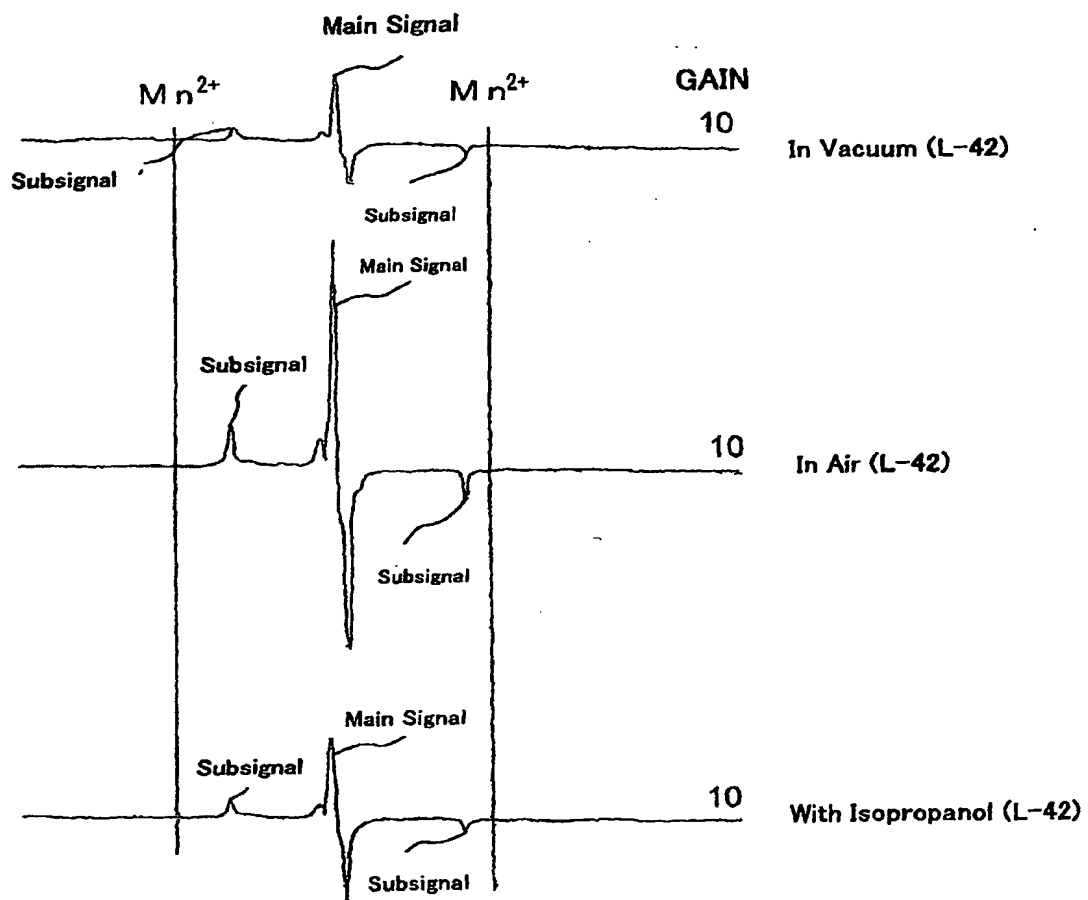 Main Signal
Mn²⁺
Mn²⁺
GAIN
10
In Vacuum (L-42)
Subsignal
Subsignal
Main Signal
Subsignal
10
In Air (L-42)
Subsignal
Main Signal
Subsignal
10
With Isopropanol (L-42)
Subsignal